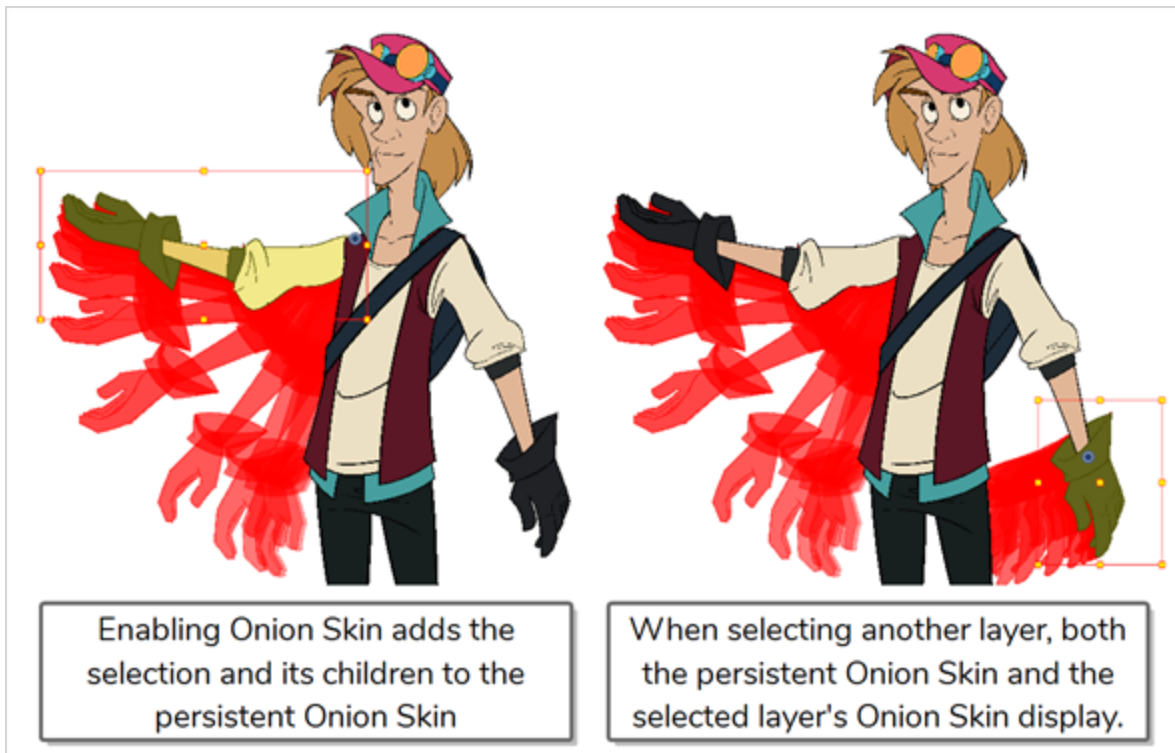 Enabling Onion Skin adds the
selection and its children to the
persistent Onion Skin
When selecting another layer, both
the persistent Onion Skin and the
selected layer's Onion Skin display.